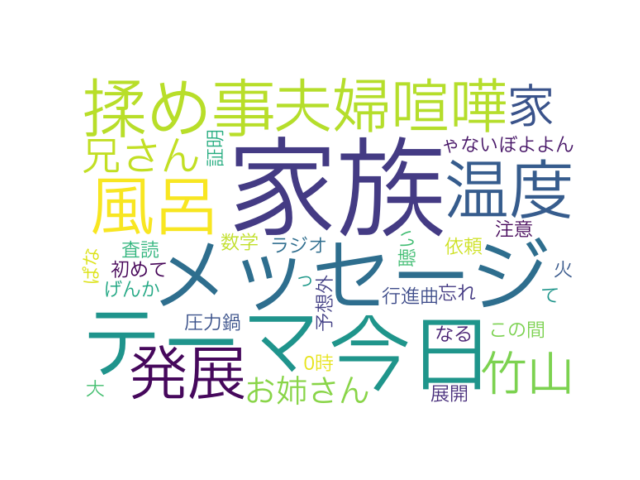 揉め事
夫婦喧嘩
家
兄さん
証明
家族
ゃないぼよよん
風呂
温度
注意
査読
数学
ラジオ
聴い
依頼
ぱな
初めて
メッセージ
火
げんか
っ
予想外
行進曲
忘れ
て
テーマ
圧力鍋
今日
なる
この間
発展
0時
竹山
大
お姉さん
展開